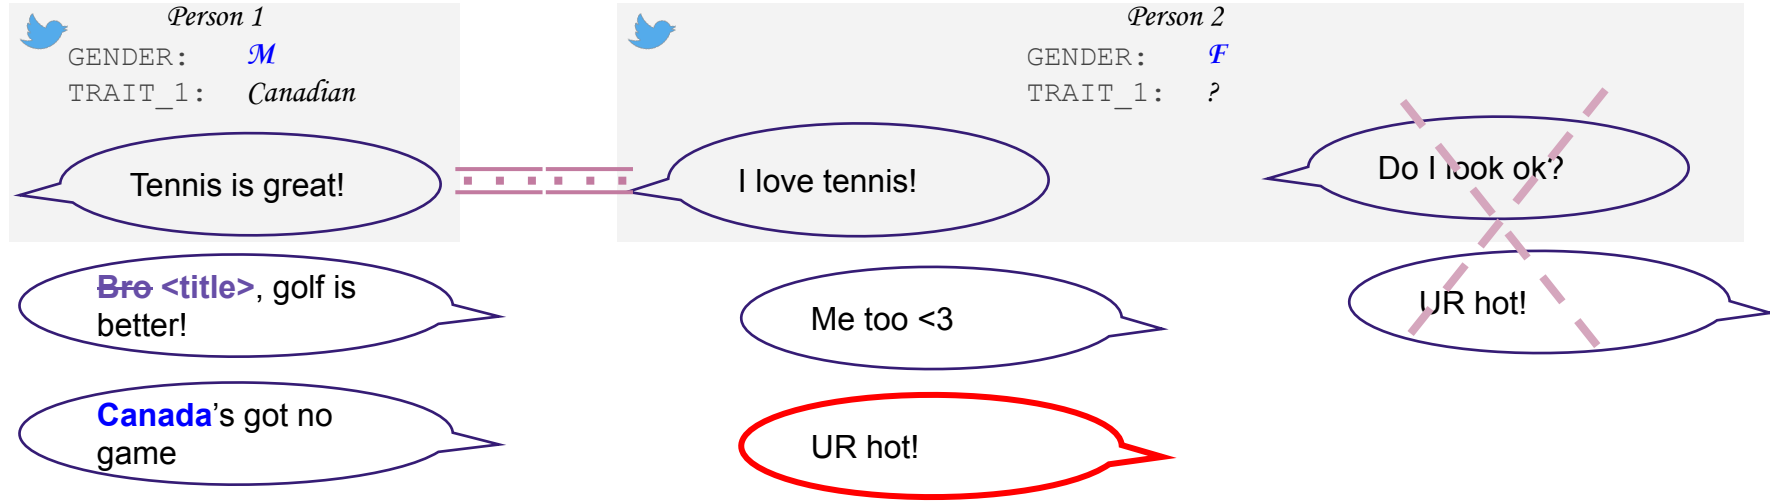 Person 1
GENDER: M
TRAIT_1: Canadian
Tennis is great!
Bro <title>, golf is
better!
Canada's got no
game
Person 2
GENDER: F
TRAIT_1: ?
I love tennis!
Do I look ok?
Me too <3
UR hot!
UR hot!